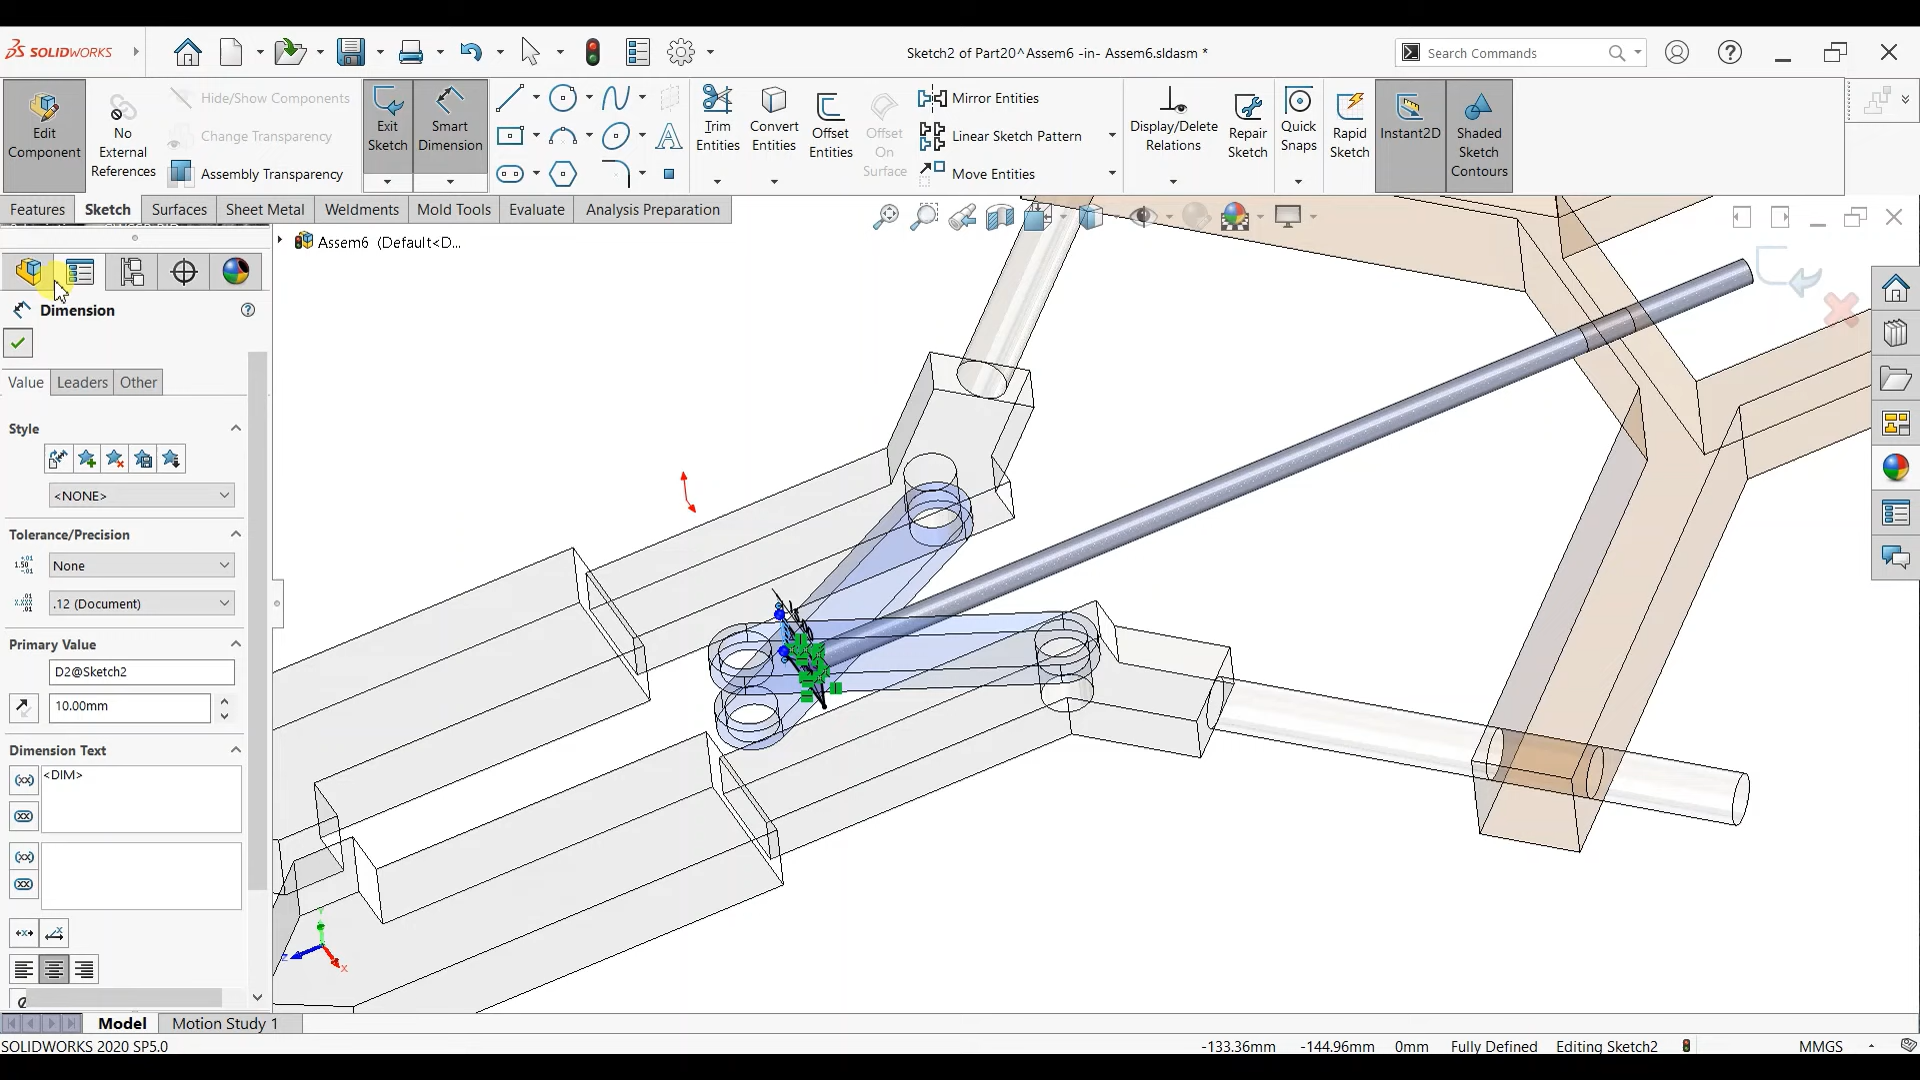 SOLIDWORKS
Sketch2 of Part20^Assem6 -in- Assem6.sldasm *
Search Commands
Edit Component
No External References
Hide/Show Components
Change Transparency
Assembly Transparency
Exit Sketch
Smart Dimension
Trim Entities
Convert Entities
Offset Entities
Offset On Surface
Mirror Entities
Linear Sketch Pattern
Move Entities
Display/Delete Relations
Repair Sketch
Quick Snaps
Rapid Sketch
Instant2D
Shaded Sketch Contours
Features
Sketch
Surfaces
Sheet Metal
Weldments
Mold Tools
Evaluate
Analysis Preparation
Assem6 (Default<D...
Dimension
Value
Leaders
Other
Style
<NONE>
Tolerance/Precision
None
.12 (Document)
Primary Value
D2@Sketch2
10.00mm
Dimension Text
<DIM>
Model
Motion Study 1
SOLIDWORKS 2020 SP5.0
-133.36mm
-144.96mm
0mm
Fully Defined
Editing Sketch2
MMGS